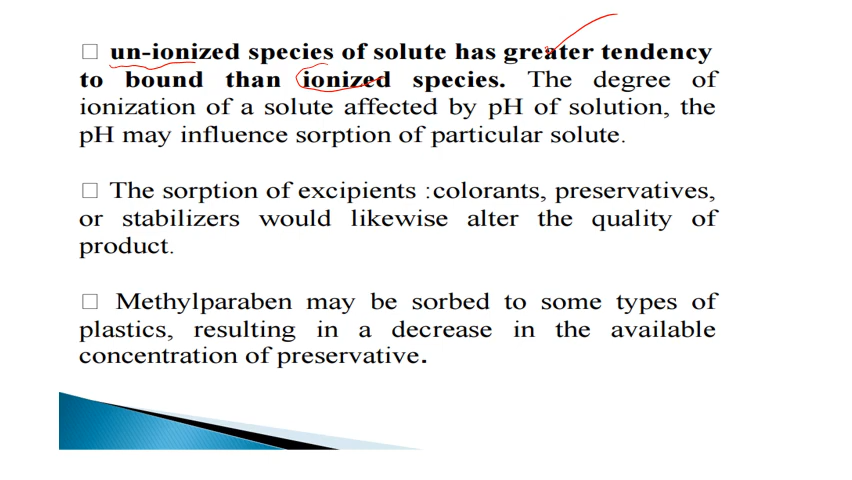 □ un-ionized species of solute has greater tendency
to bound than ionized species. The degree of
ionization of a solute affected by pH of solution, the
pH may influence sorption of particular solute.
□ The sorption of excipients :colorants, preservatives,
or stabilizers would likewise alter the quality of
product.
□ Methylparaben may be sorbed to some types of
plastics, resulting in a decrease in the available
concentration of preservative.